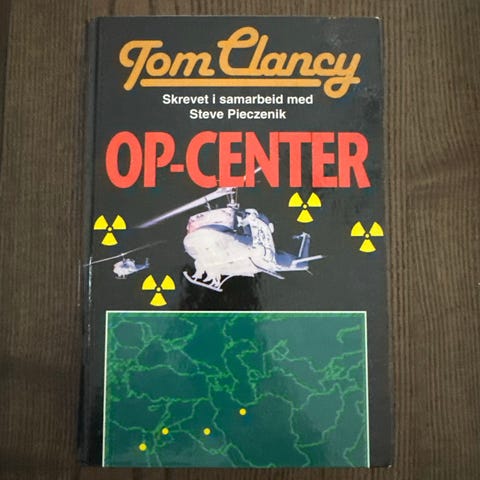 Tom Clancy
Skrevet i samarbeid med
Steve Pieczenik
OP-CENTER